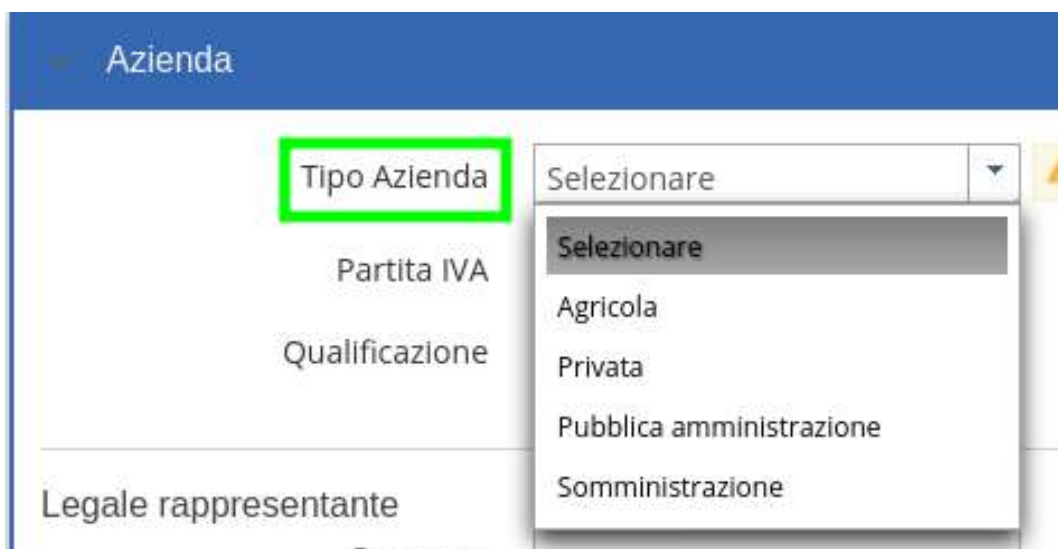 Azienda
Tipo Azienda Selezionare
Selezionare
Partita IVA
Agricola
Qualificazione
Privata
Pubblica amministrazione
Somministrazione
Legale rappresentante